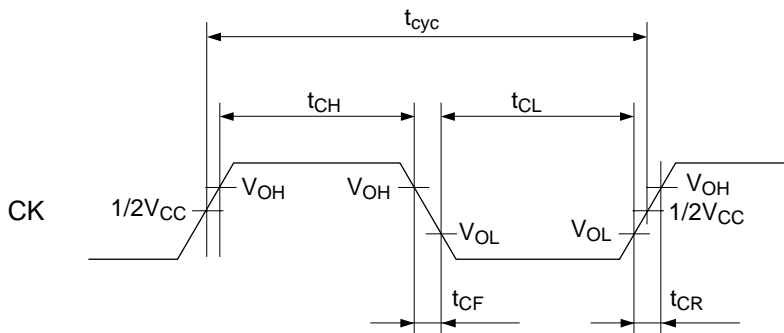 tcyc
tCH
tCL
VOH
VOH
VOH
CK
1/2VCC
1/2VCC
VOL
VOL
tCF
tCR